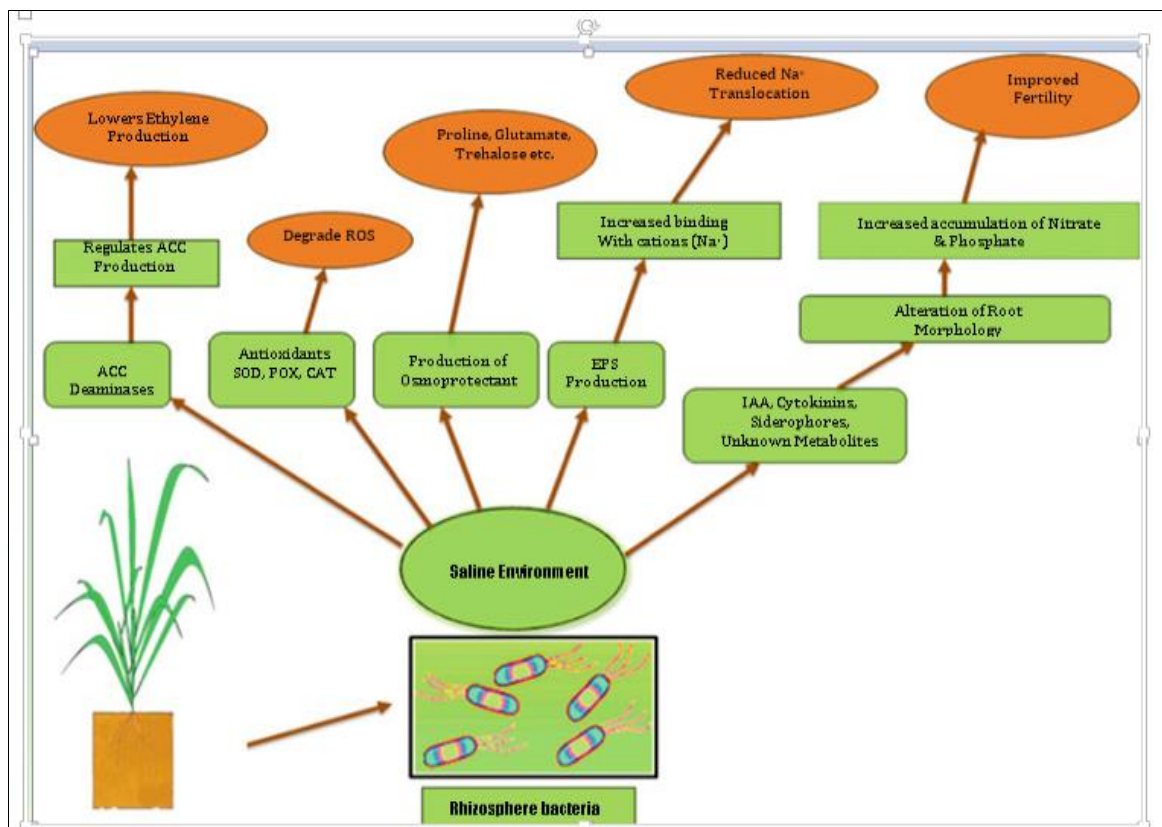 Reduced Na⁺
Translocation
Improved
Fertility
Lowers Ethylene
Production
Proline, Glutamate,
Trehalose etc.
Increased binding
With cations (Na⁺)
Increased accumulation of Nitrate
& Phosphate
Degrade ROS
Regulates ACC
Production
Alteration of Root
Morphology
ACC
Deaminases
Antioxidants
SOD, POX, CAT
Production of
Osmoprotectant
EPS
Production
IAA, Cytokinins,
Siderophores,
Unknown Metabolites
Saline Environment
Rhizosphere bacteria